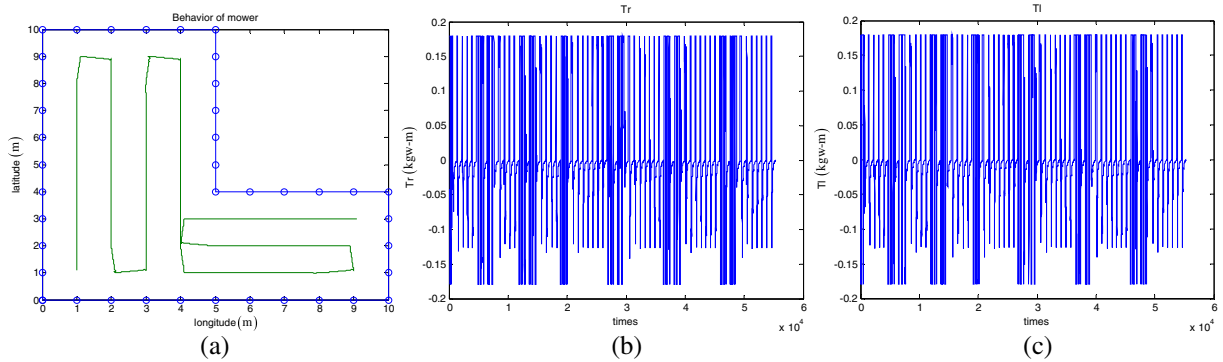 Behavior of mower
10
9
8
7
6
5
4
3
2
1
0
latitude (m)
0 1 2 3 4 5 6 7 8 9 10
longitude (m)
(a)
Tr
0.2
0.15
0.1
0.05
0
-0.05
-0.1
-0.15
-0.2
Tr (kgw-m)
0 1 2 3 4 5 6
times
x 10⁴
(b)
Tl
0.2
0.15
0.1
0.05
0
-0.05
-0.1
-0.15
-0.2
Tl (kgw-m)
0 1 2 3 4 5 6
times
x 10⁴
(c)